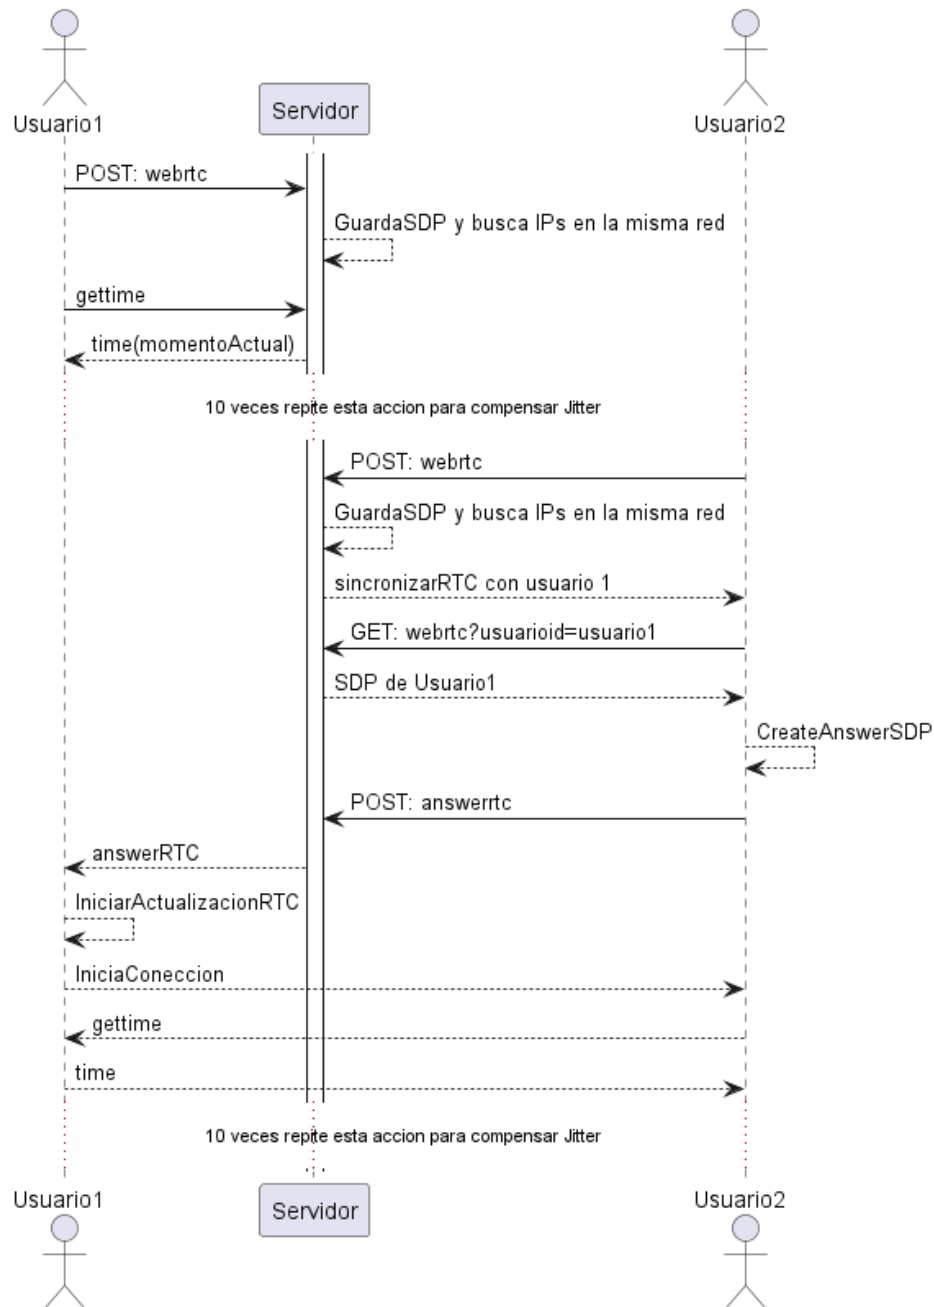 Usuario1
Servidor
Usuario2
POST: webrtc
GuardaSDP y busca IPs en la misma red
gettime
time(momentoActual)
10 veces repite esta accion para compensar Jitter
POST: webrtc
GuardaSDP y busca IPs en la misma red
sincronizarRTC con usuario 1
GET: webrtc?usuarioid=usuario1
SDP de Usuario1
CreateAnswerSDP
POST: answerrtc
answerRTC
IniciarActualizacionRTC
IniciaConeccion
gettime
time
10 veces repite esta accion para compensar Jitter
Usuario1
Servidor
Usuario2